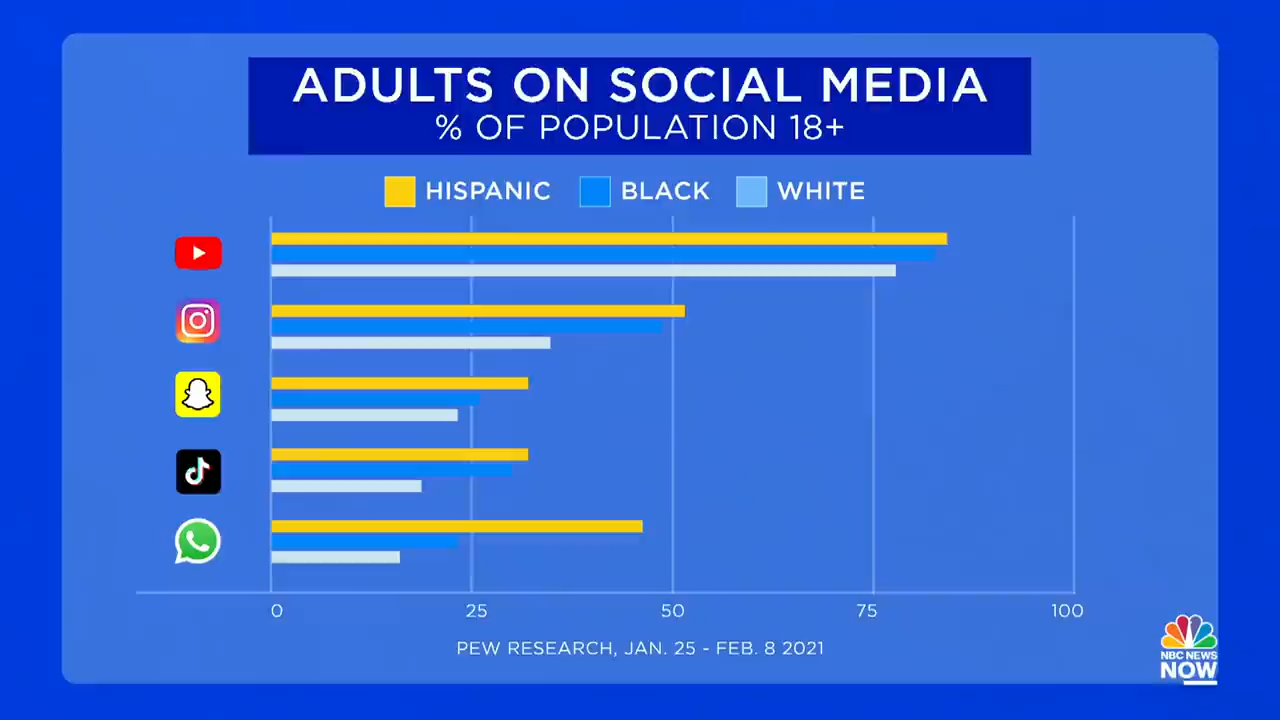 ADULTS ON SOCIAL MEDIA
% OF POPULATION 18+
HISPANIC BLACK WHITE
0 25 50 75 100
PEW RESEARCH, JAN. 25 - FEB. 8 2021
NBC NEWS
NOW